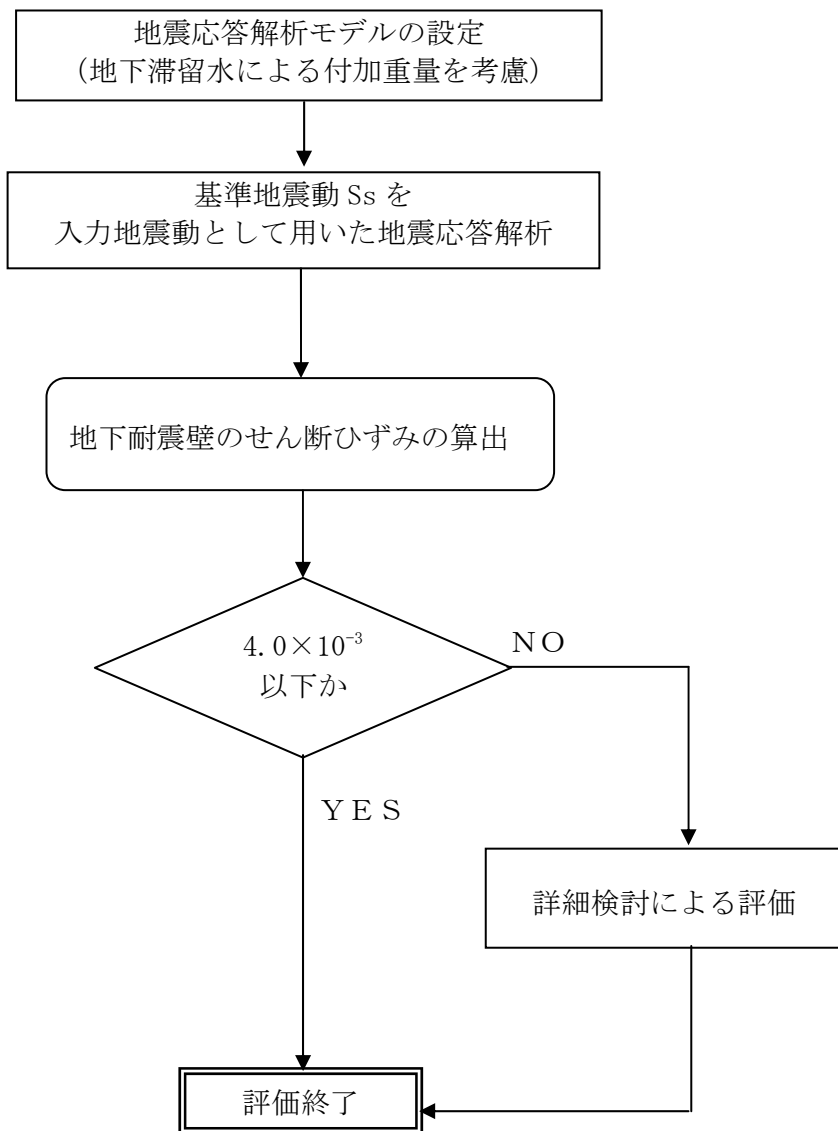 地震応答解析モデルの設定
（地下滞留水による付加重量を考慮）
基準地震動 Ss を
入力地震動として用いた地震応答解析
地下耐震壁のせん断ひずみの算出
4.0×10⁻³
以下か
ＮＯ
ＹＥＳ
詳細検討による評価
評価終了